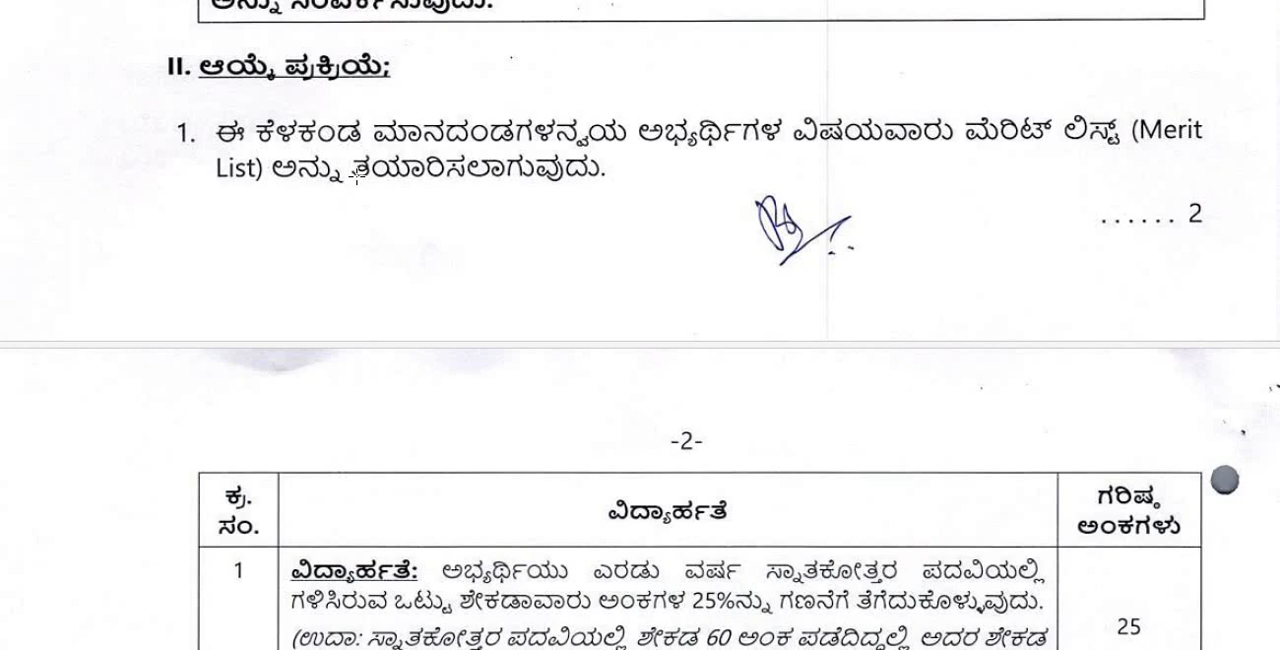 ಅನ್ನು ಸಂಪರ್ಕಿಸುವುದು.
II. ಆಯ್ಕೆ ಪ್ರಕ್ರಿಯೆ;
1. ಈ ಕೆಳಕಂಡ ಮಾನದಂಡಗಳನ್ವಯ ಅಭ್ಯರ್ಥಿಗಳ ವಿಷಯವಾರು ಮೆರಿಟ್ ಲಿಸ್ಟ್ (Merit
List) ಅನ್ನು ತಯಾರಿಸಲಾಗುವುದು.
...... 2
-2-
ಕ್ರ.
ಸಂ.
ವಿದ್ಯಾರ್ಹತೆ
ಗರಿಷ್ಠ
ಅಂಕಗಳು
1
ವಿದ್ಯಾರ್ಹತೆ: ಅಭ್ಯರ್ಥಿಯು ಎರಡು ವರ್ಷ ಸ್ನಾತಕೋತ್ತರ ಪದವಿಯಲ್ಲಿ
ಗಳಿಸಿರುವ ಒಟ್ಟು ಶೇಕಡಾವಾರು ಅಂಕಗಳ 25%ನ್ನು ಗಣನೆಗೆ ತೆಗೆದುಕೊಳ್ಳುವುದು.
(ಉದಾ: ಸ್ನಾತಕೋತ್ತರ ಪದವಿಯಲ್ಲಿ ಶೇಕಡ 60 ಅಂಕ ಪಡೆದಿದ್ದಲ್ಲಿ ಅದರ ಶೇಕಡ
25